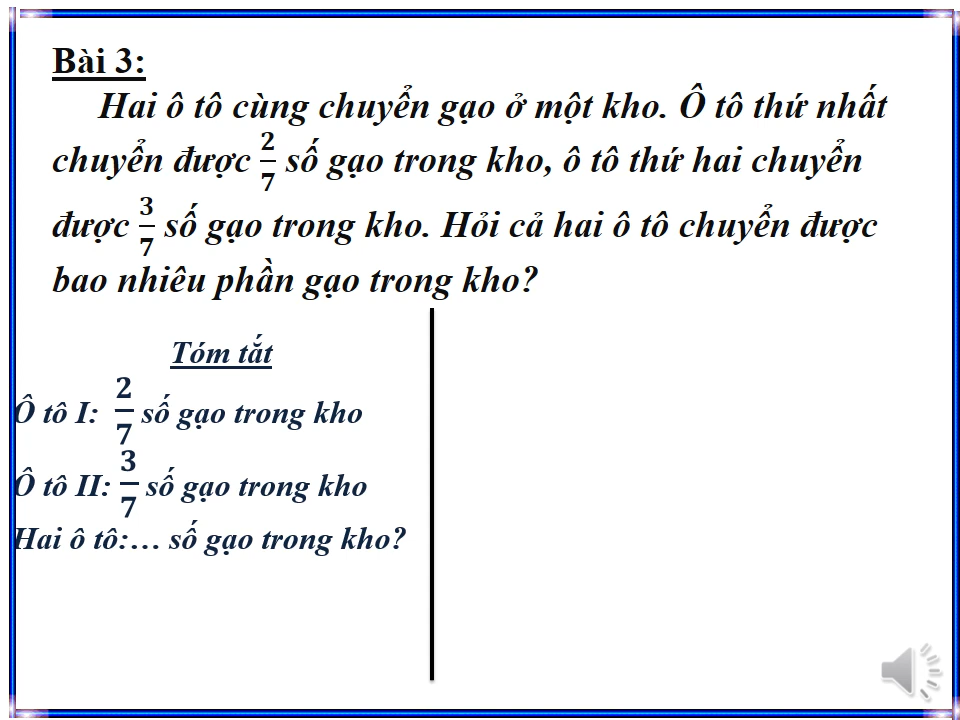 Bài 3:
Hai ô tô cùng chuyển gạo ở một kho. Ô tô thứ nhất
chuyển được 2/7 số gạo trong kho, ô tô thứ hai chuyển
được 3/7 số gạo trong kho. Hỏi cả hai ô tô chuyển được
bao nhiêu phần gạo trong kho?
Tóm tắt
Ô tô I: 2/7 số gạo trong kho
Ô tô II: 3/7 số gạo trong kho
Hai ô tô:… số gạo trong kho?